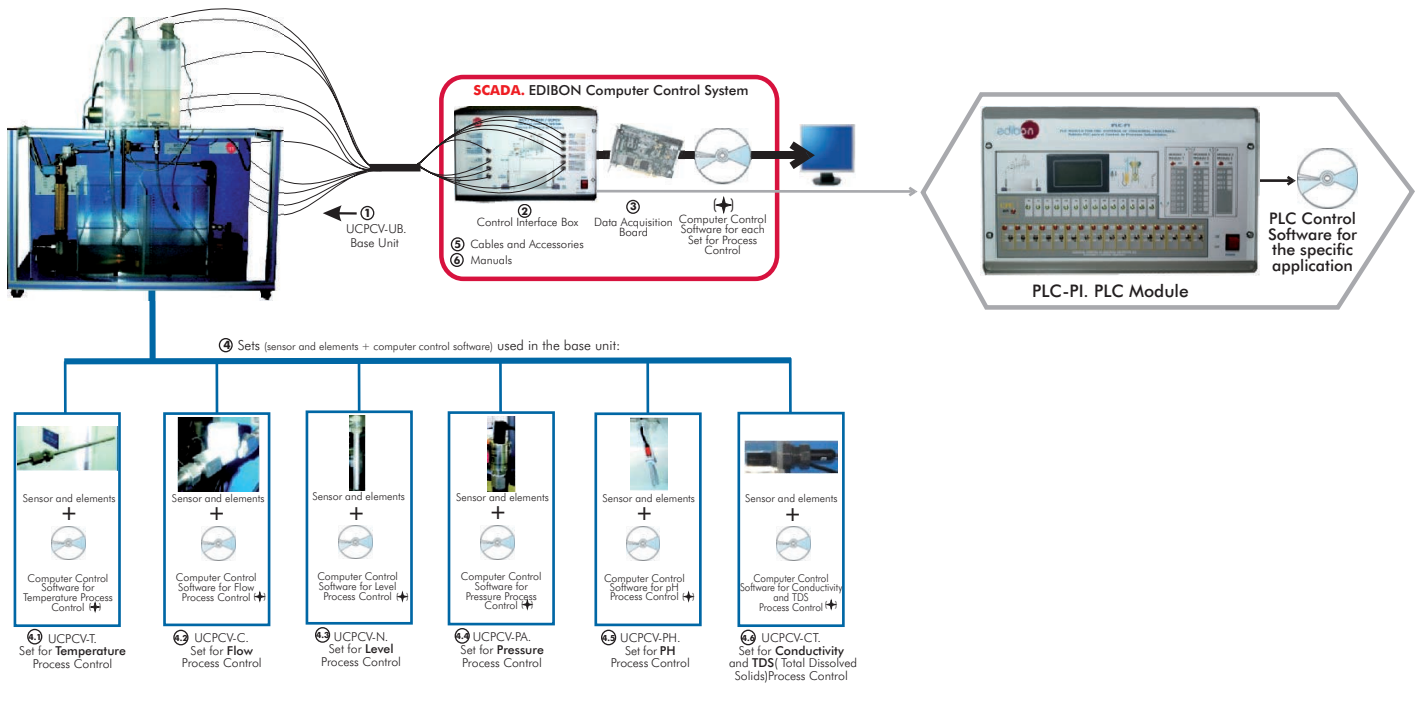 SCADA. EDIBON Computer Control System
① 
UCPCV-UB.
Base Unit
②
Control Interface Box
③
Data Acquisition
Board
Computer Control
Software for each
Set for Process
Control
⑤ Cables and Accessories
⑥ Manuals
edibon
PLC-PI
PLC-PI. PLC Module
PLC Control
Software for
the specific
application
④ Sets (sensor and elements + computer control software) used in the base unit:
Sensor and elements
+
Computer Control
Software for
Temperature Process
Control
4.1 UCPCV-T.
Set for Temperature
Process Control
Sensor and elements
+
Computer Control
Software for Flow
Process Control
4.2 UCPCV-C.
Set for Flow
Process Control
Sensor and elements
+
Computer Control
Software for Level
Process Control
4.3 UCPCV-N.
Set for Level
Process Control
Sensor and elements
+
Computer Control
Software for
Pressure Process
Control
4.4 UCPCV-PA.
Set for Pressure
Process Control
Sensor and elements
+
Computer Control
Software for pH
Process Control
4.5 UCPCV-PH.
Set for PH
Process Control
Sensor and elements
+
Computer Control
Software for Conductivity
and TDS
Process Control
4.6 UCPCV-CT.
Set for Conductivity
and TDS( Total Dissolved
Solids)Process Control